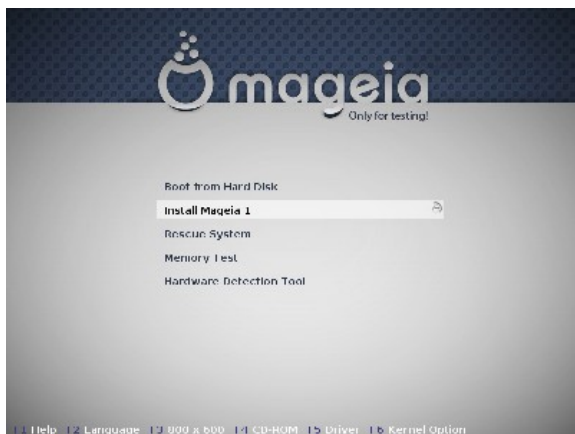 mageia
Only for testing!
Boot from Hard Disk
Install Mageia 1
Rescue System
Memory Test
Hardware Detection Tool
F1 Help F2 Language F3 800 x 600 F4 CD-ROM F5 Driver F6 Kernel Option